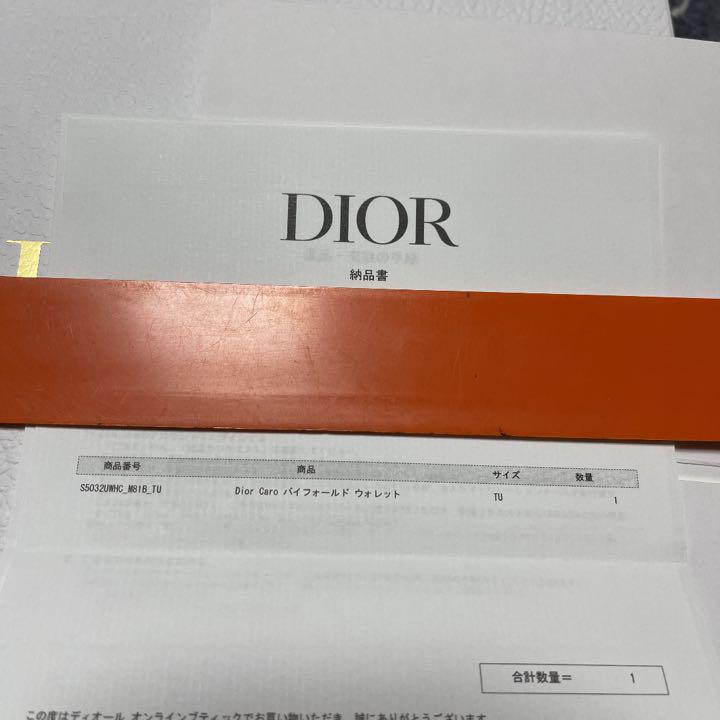 DIOR
納品書
商品番号 商品 サイズ 数量
S5032UWHC_M81B_TU Dior Caro バイフォールド ウォレット TU 1
合計数量= 1
この度はディオール オンラインブティックでお買い物いただき、誠にありがとうございます。